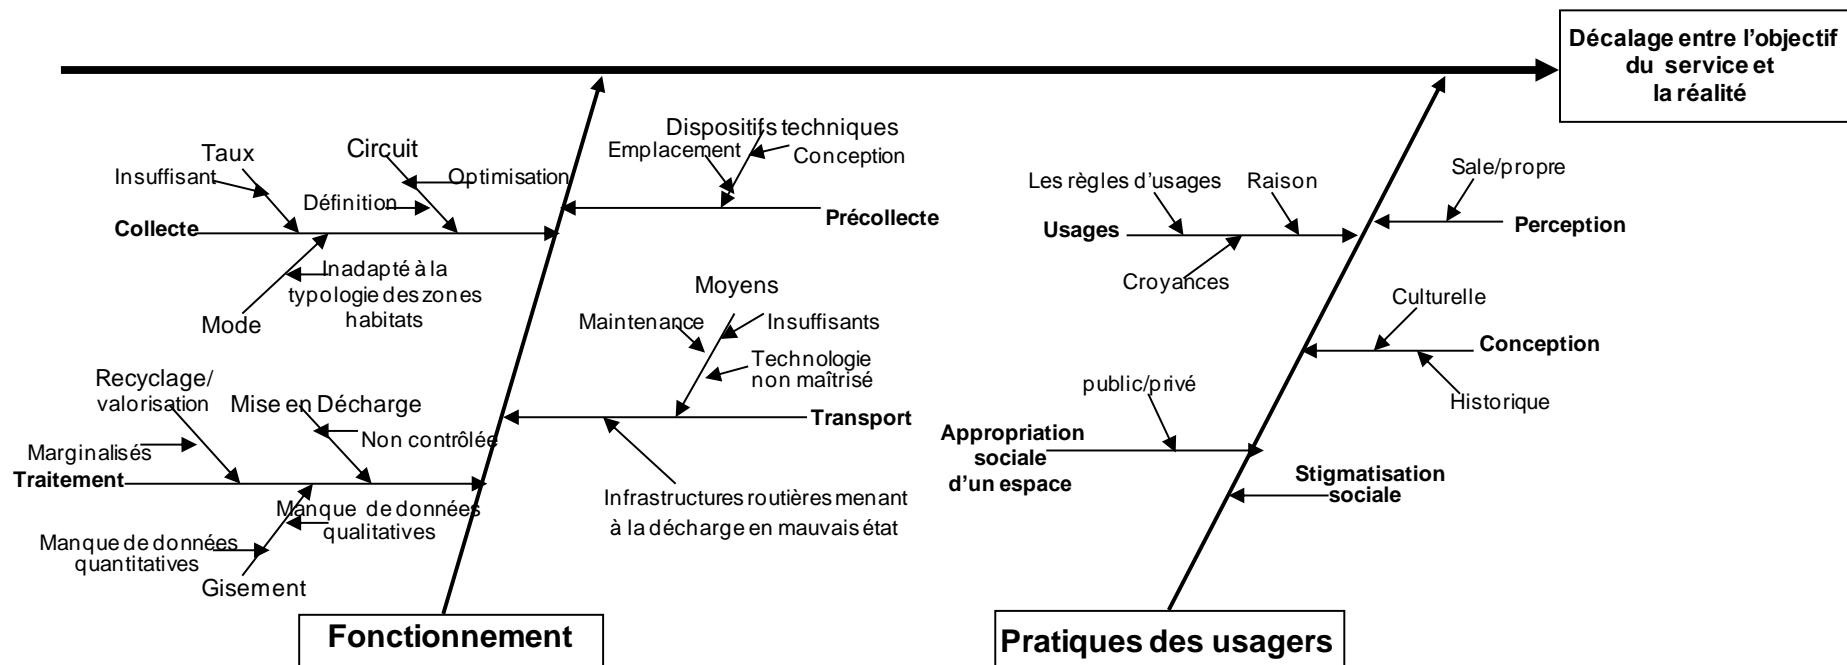 Décalage entre l'objectif
du service et
la réalité
Dispositifs techniques
Emplacement
Conception
Taux
Circuit
Insuffisant
Optimisation
Définition
Collecte
Précollecte
Inadapté à la
typologie des zones
habitats
Mode
Les règles d'usages
Raison
Sale/propre
Usages
Perception
Croyances
Moyens
Maintenance
Insuffisants
Technologie
non maîtrisé
Culturelle
Conception
Historique
Recyclage/
valorisation
Mise en Décharge
Non contrôlée
Marginalisés
Traitement
Transport
public/privé
Appropriation
sociale
d'un espace
Stigmatisation
sociale
Manque de données
qualitatives
Manque de données
quantitatives
Gisement
Infrastructures routières menant
à la décharge en mauvais état
Fonctionnement
Pratiques des usagers